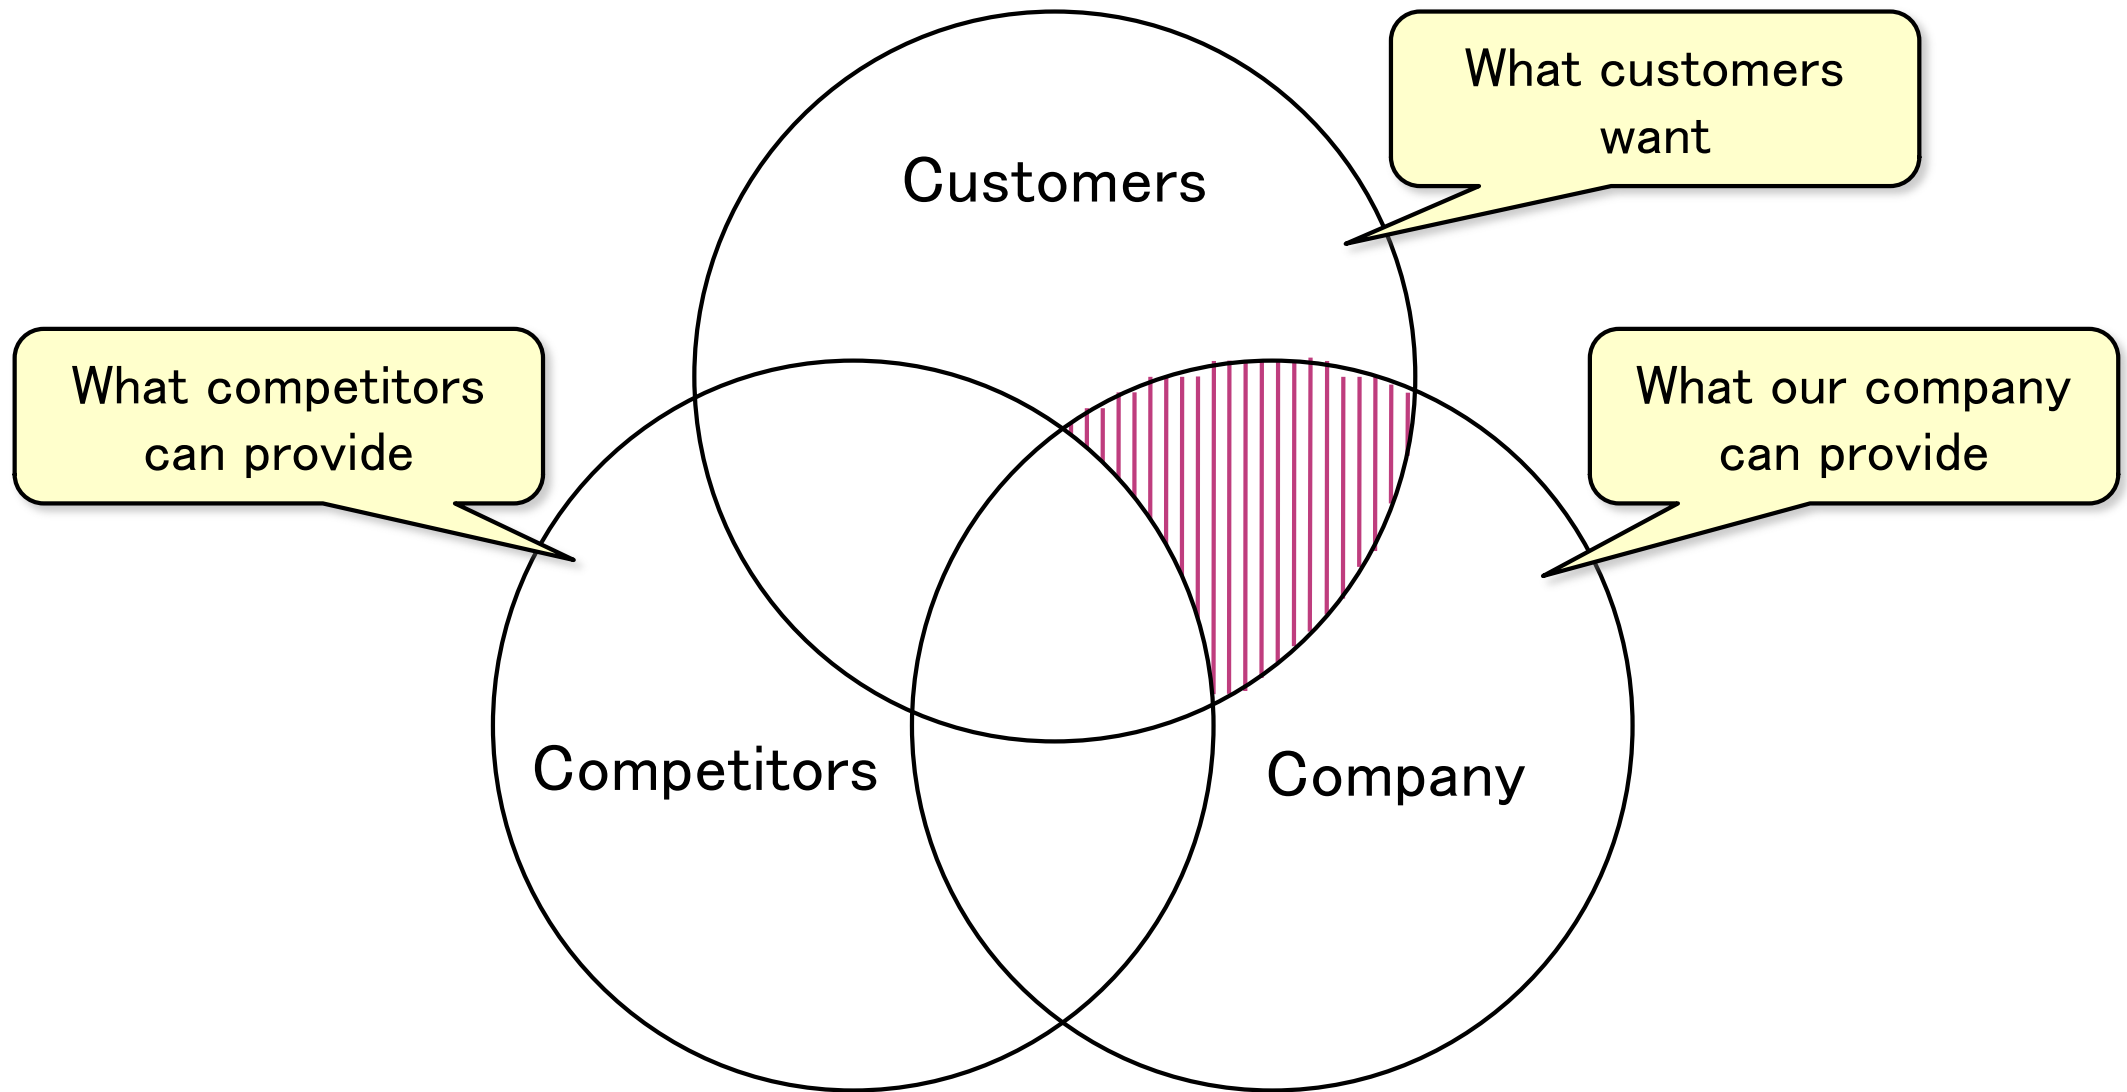 What customers
want
Customers
What competitors
can provide
What our company
can provide
Competitors
Company